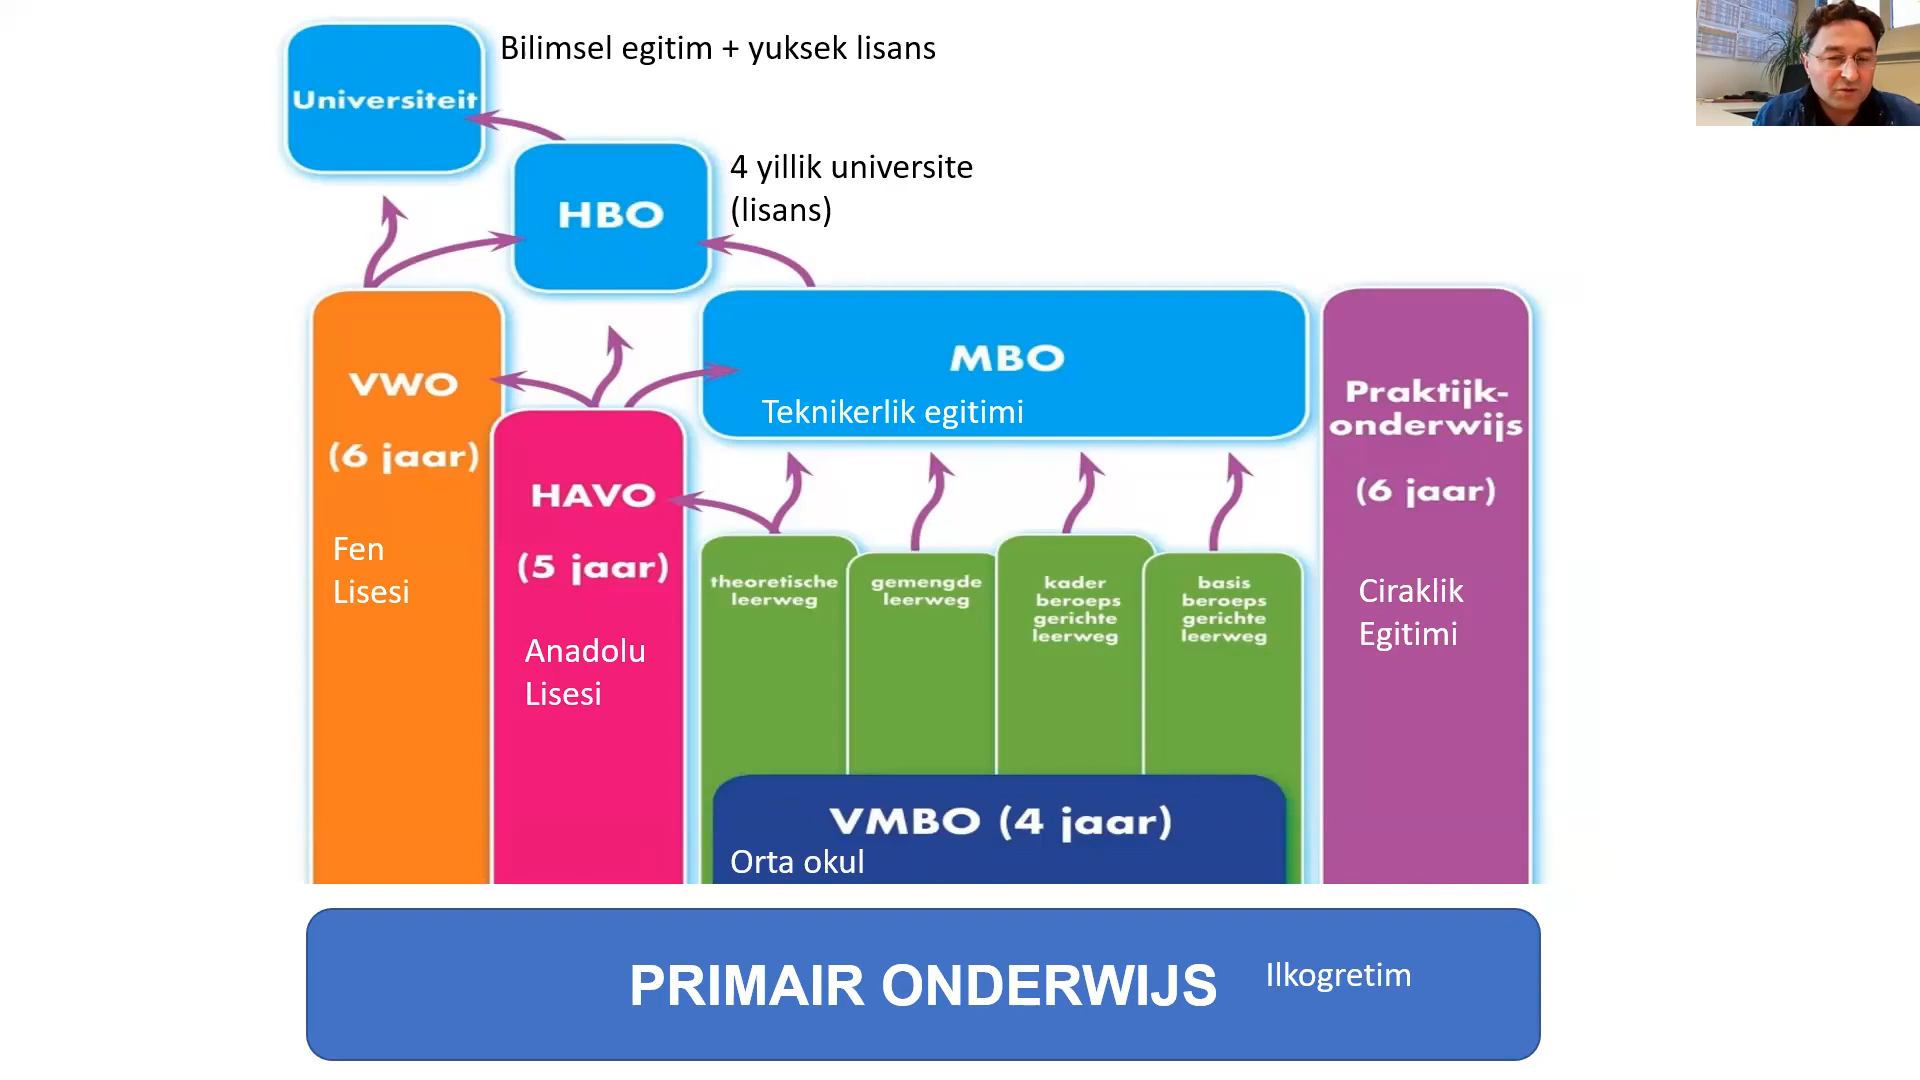 Universiteit
Bilimsel egitim + yuksek lisans
HBO
4 yillik universite
(lisans)
VWO
(6 jaar)
Fen
Lisesi
HAVO
(5 jaar)
Anadolu
Lisesi
MBO
Teknikerlik egitimi
Praktijk-
onderwijs
(6 jaar)
Ciraklik
Egitimi
theoretische
leerweg
gemengde
leerweg
kader
beroeps
gerichte
leerweg
basis
beroeps
gerichte
leerweg
VMBO (4 jaar)
Orta okul
PRIMAIR ONDERWIJS
Ilkogretim